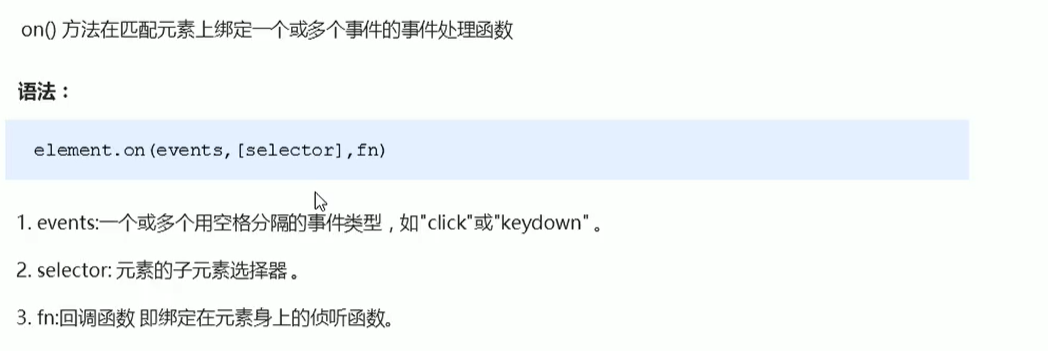 on() 方法在匹配元素上绑定一个或多个事件的事件处理函数
语法：
element.on(events,[selector],fn)
1. events:一个或多个用空格分隔的事件类型，如"click"或"keydown" 。
2. selector: 元素的子元素选择器 。
3. fn:回调函数 即绑定在元素身上的侦听函数。